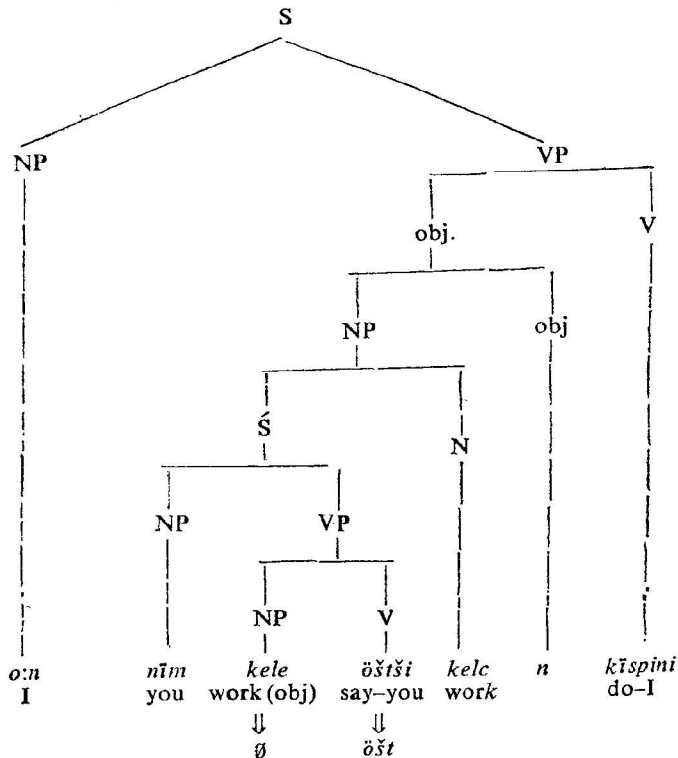 S
NP VP
obj. V
NP obj
Ś N
NP VP
NP V
o:n nīm kele öštši kelc n kīspini
I you work (obj) say–you work do–I
⇓ ⇓
ø öšt